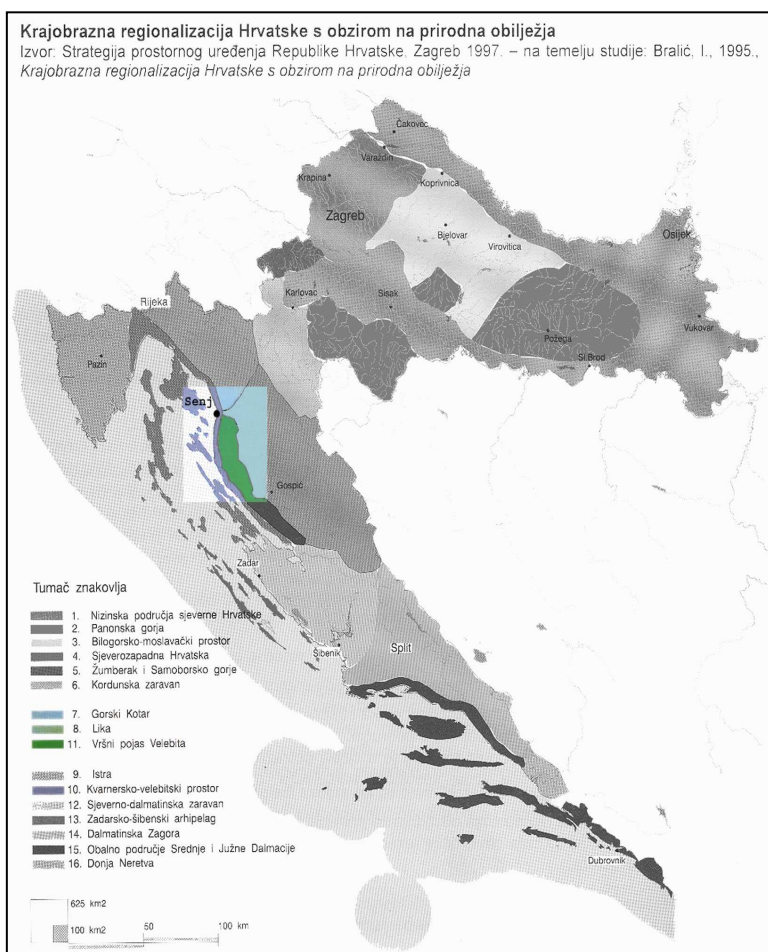 Krajobrazna regionalizacija Hrvatske s obzirom na prirodna obilježja
Izvor: Strategija prostornog uređenja Republike Hrvatske. Zagreb 1997. – na temelju studije: Bralić, I., 1995.,
Krajobrazna regionalizacija Hrvatske s obzirom na prirodna obilježja
Čakovec
Varaždin
Krapina
Koprivnica
Zagreb
Bjelovar
Virovitica
Osijek
Rijeka
Karlovac
Sisak
Vukovar
Požega
Sl.Brod
Pazin
Senj
Gospić
Zadar
Šibenik
Split
Dubrovnik
Tumač znakovlja
1. Nizinska područja sjeverne Hrvatske
2. Panonska gorja
3. Bilogorsko-moslavački prostor
4. Sjeverozapadna Hrvatska
5. Žumberak i Samoborsko gorje
6. Kordunska zaravan
7. Gorski Kotar
8. Lika
11. Vršni pojas Velebita
9. Istra
10. Kvarnersko-velebitski prostor
12. Sjeverno-dalmatinska zaravan
13. Zadarsko-šibenski arhipelag
14. Dalmatinska Zagora
15. Obalno područje Srednje i Južne Dalmacije
16. Donja Neretva
625 km2
100 km2
50
100 km